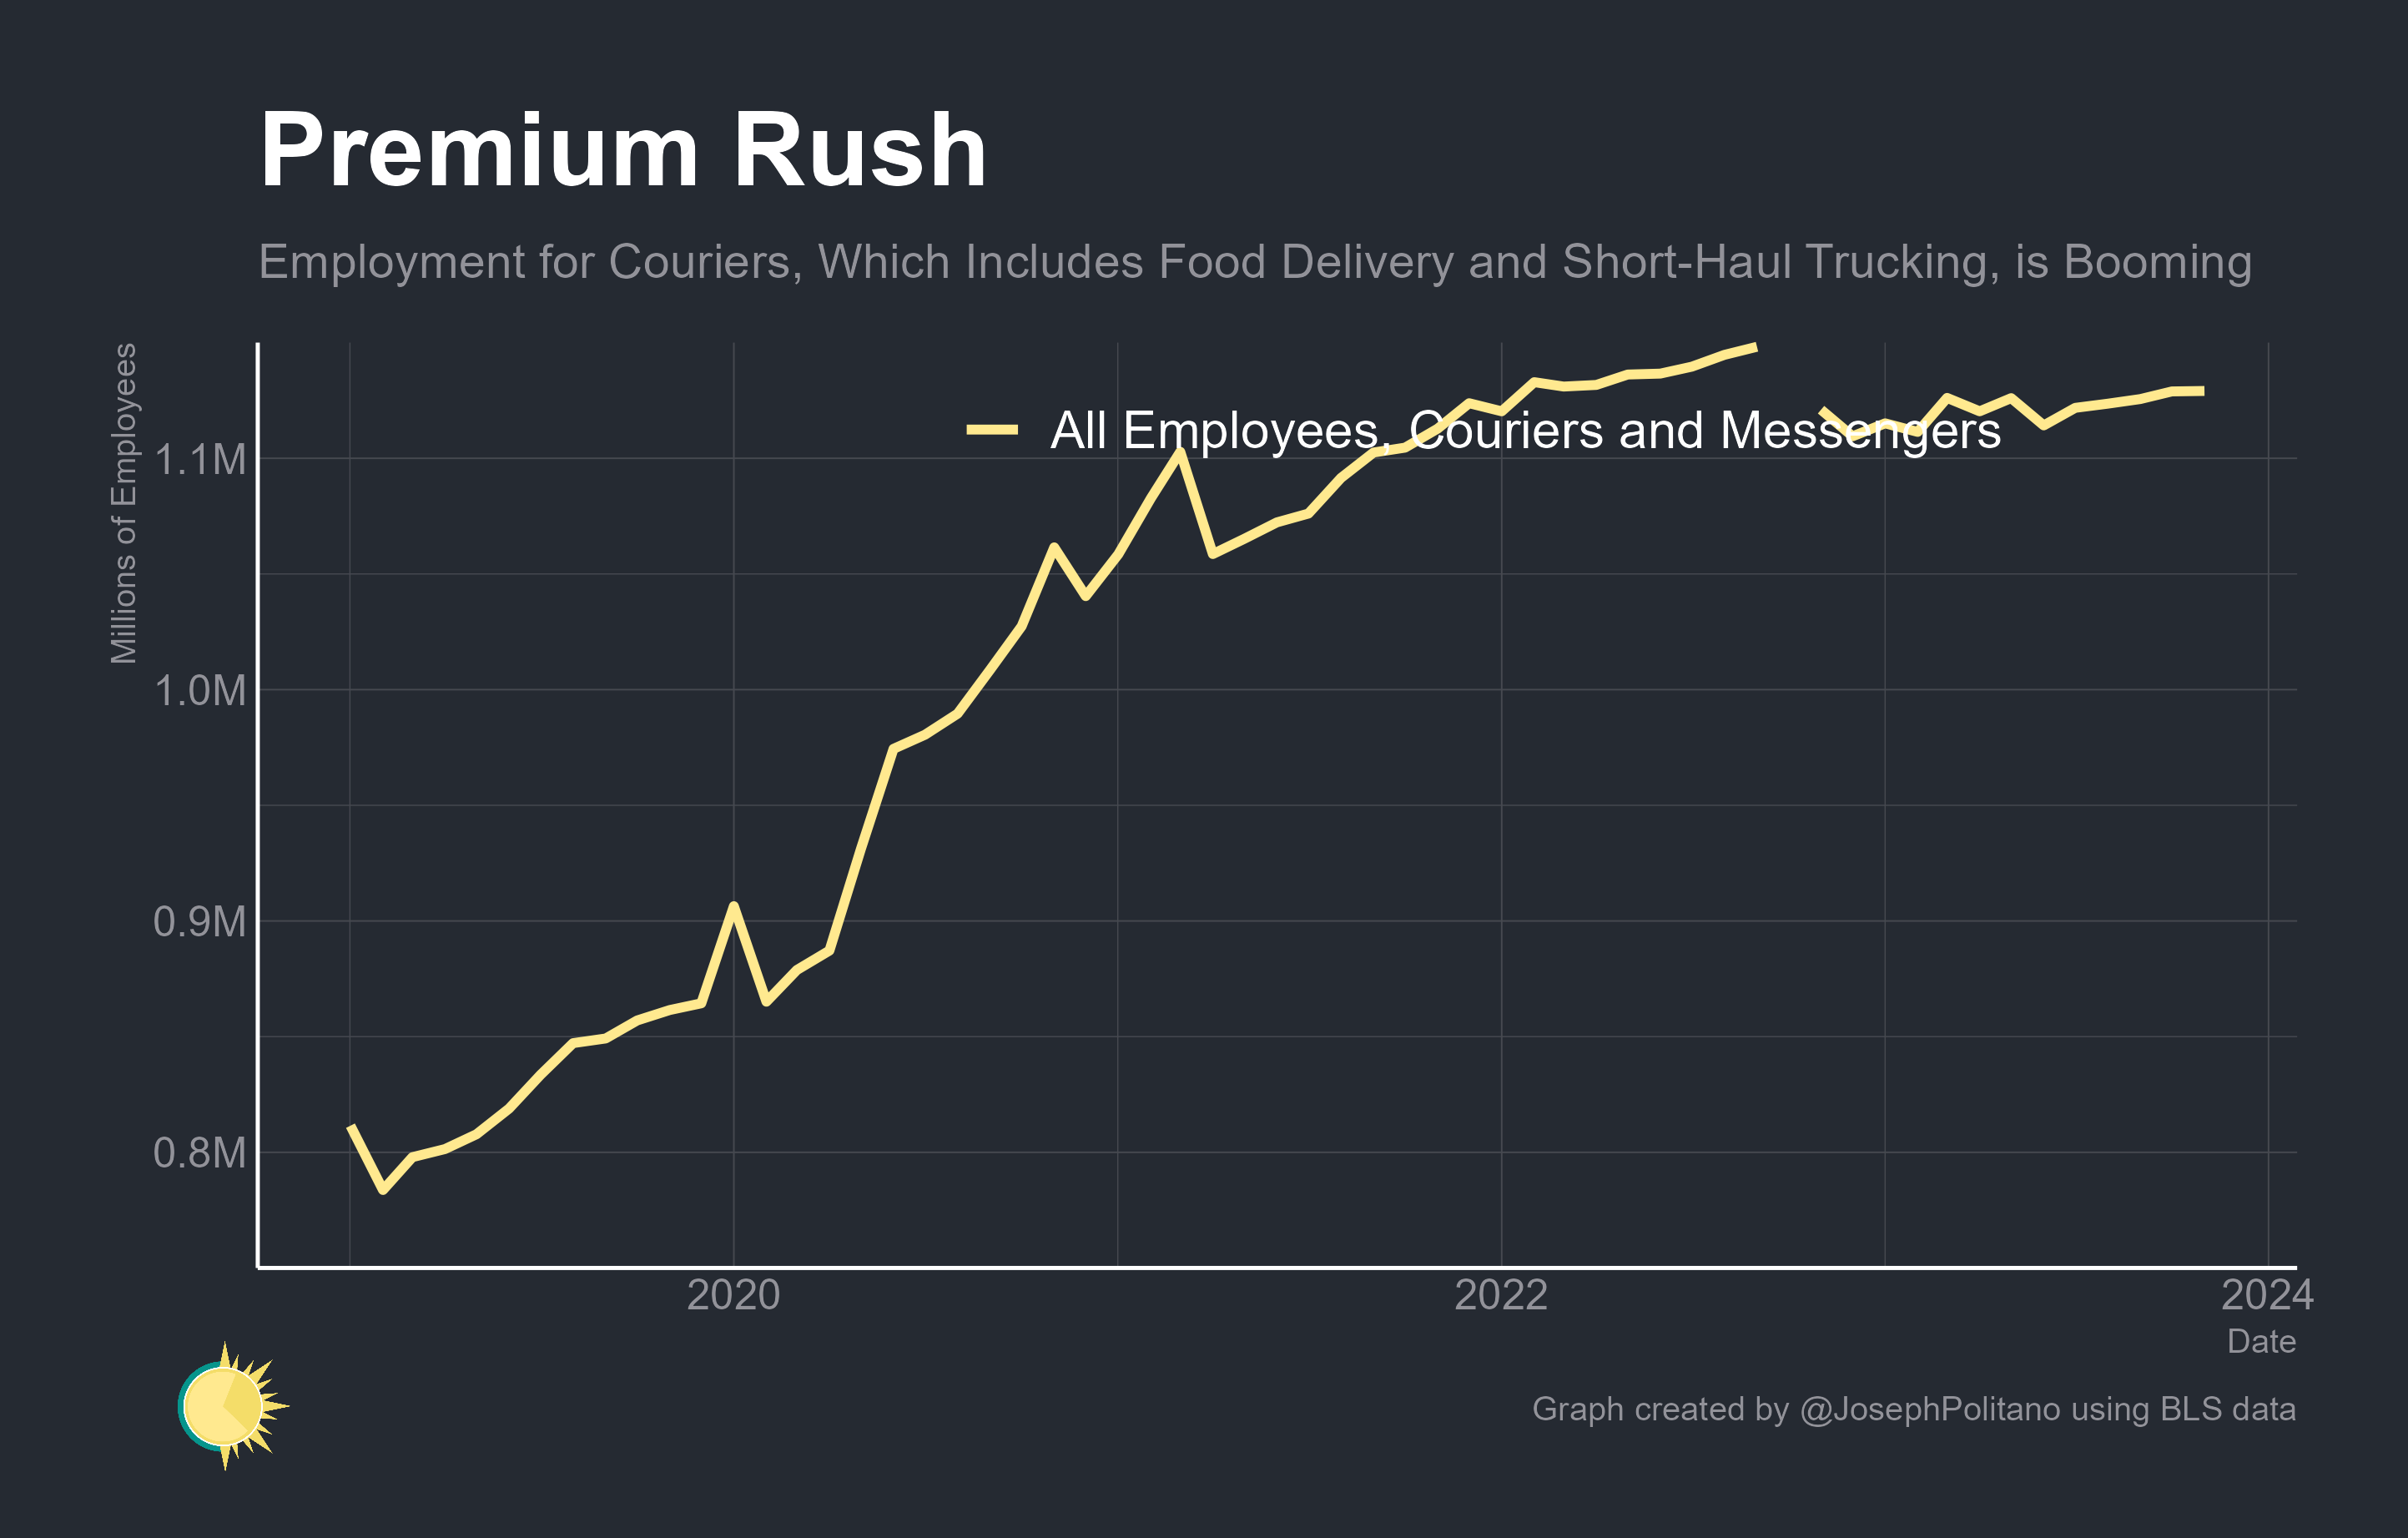 Premium Rush
Employment for Couriers, Which Includes Food Delivery and Short-Haul Trucking, is Booming
Millions of Employees
All Employees, Couriers and Messengers
1.1M
1.0M
0.9M
0.8M
2020 2022 2024
Date
Graph created by @JosephPolitano using BLS data